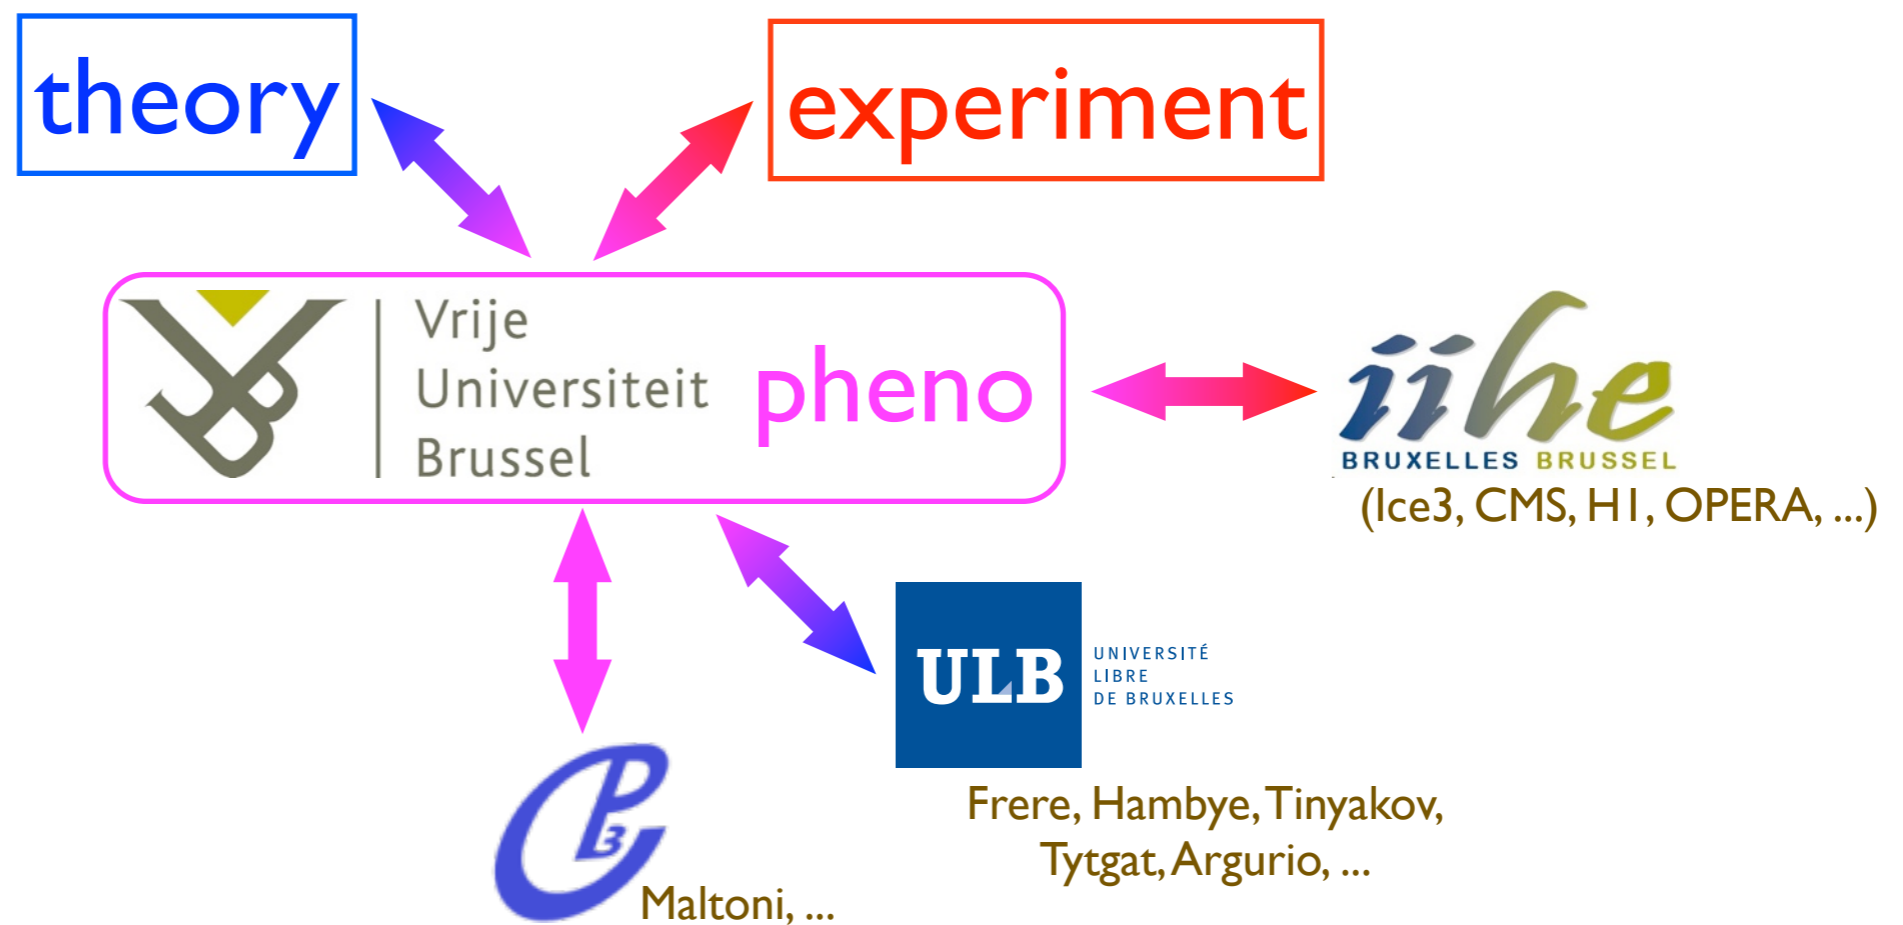 theory
experiment
Vrije
Universiteit
Brussel
pheno
iihe
BRUXELLES BRUSSEL
(Ice3, CMS, H1, OPERA, ...)
ULB
UNIVERSITÉ
LIBRE
DE BRUXELLES
Frere, Hambye, Tinyakov,
Tytgat, Argurio, ...
CP3
Maltoni, ...